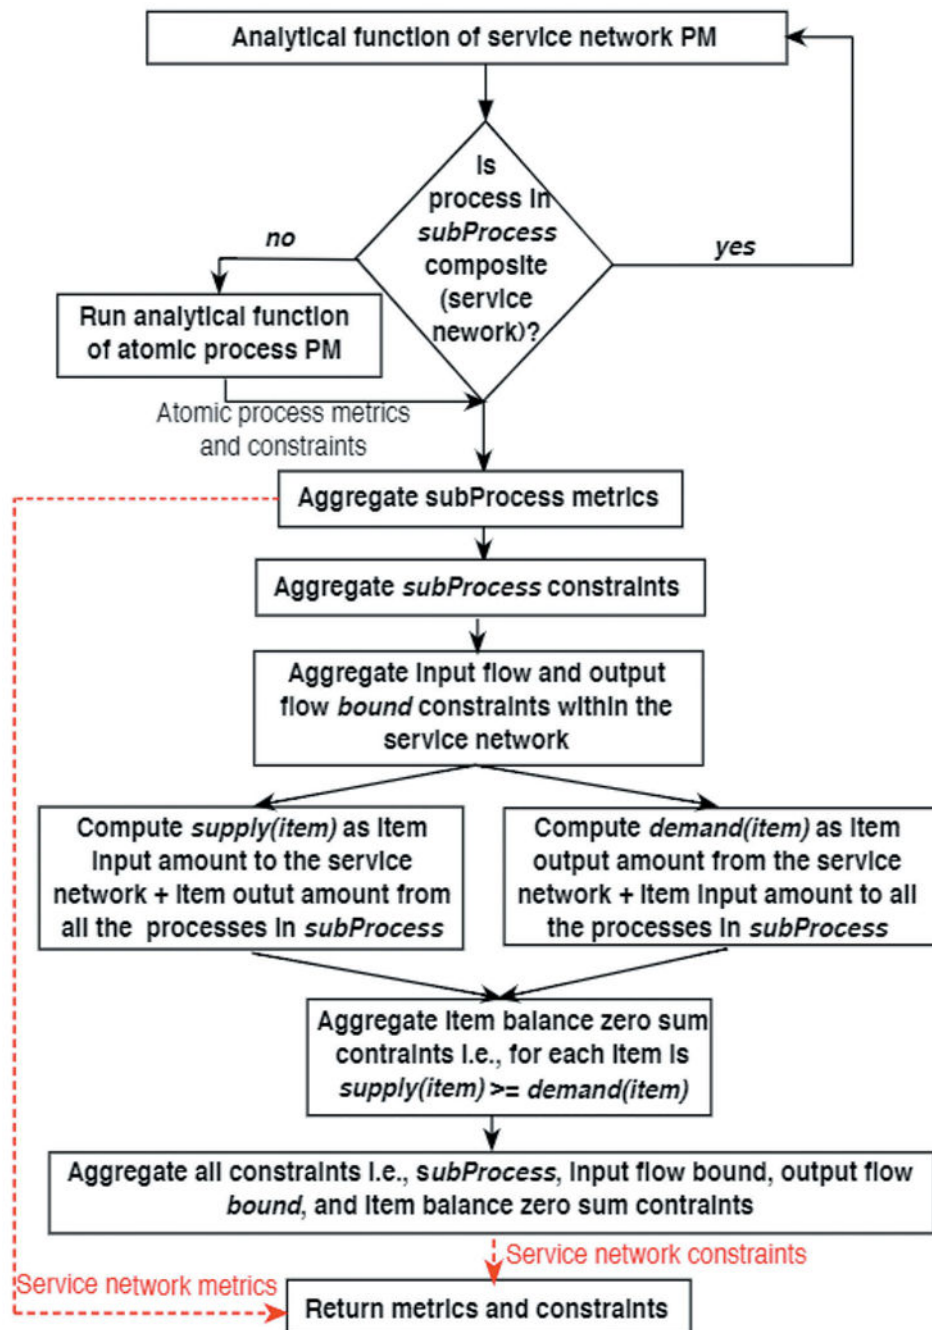 Analytical function of service network PM
Is
process in
subProcess
composite
(service
nework)?
no
yes
Run analytical function
of atomic process PM
Atomic process metrics
and constraints
Aggregate subProcess metrics
Aggregate subProcess constraints
Aggregate input flow and output
flow bound constraints within the
service network
Compute supply(item) as item
input amount to the service
network + item outut amount from
all the processes in subProcess
Compute demand(item) as item
output amount from the service
network + item input amount to all
the processes in subProcess
Aggregate item balance zero sum
contraints i.e., for each item is
supply(item) >= demand(item)
Aggregate all constraints i.e., subProcess, input flow bound, output flow
bound, and item balance zero sum contraints
Service network constraints
Service network metrics
Return metrics and constraints